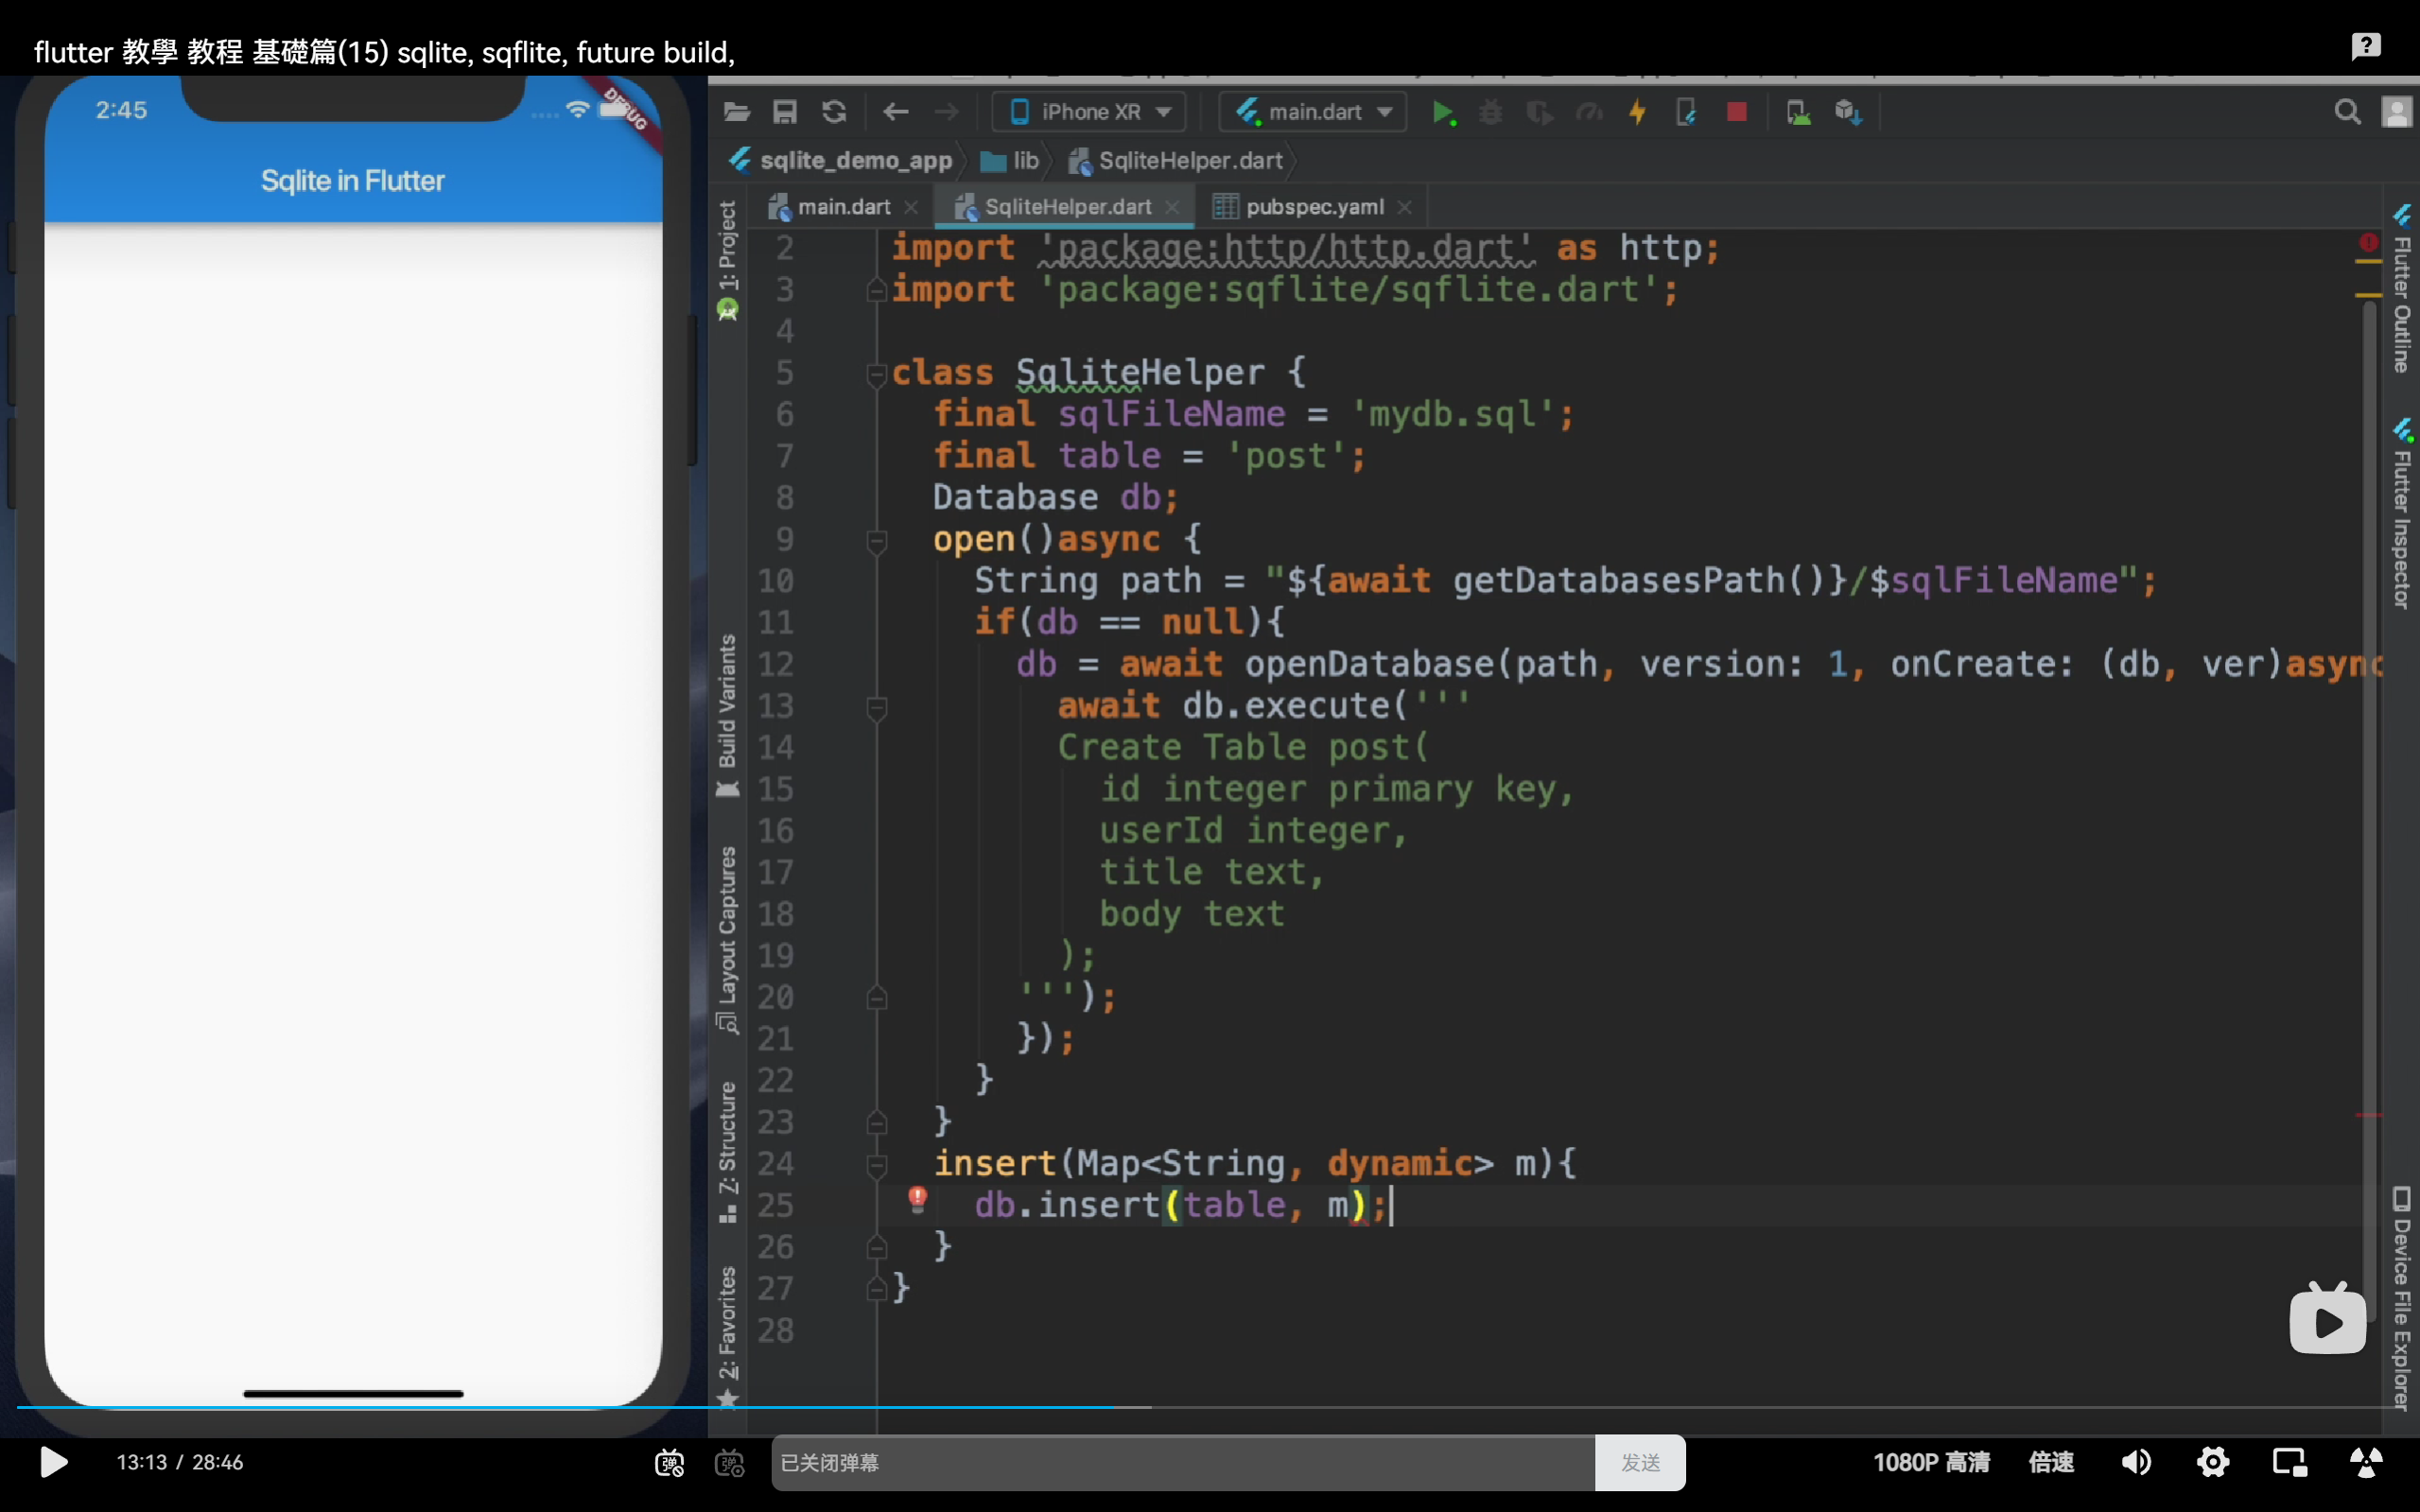 flutter 教學 教程 基礎篇(15) sqlite, sqflite, future build,
2:45
DEBUG
Sqlite in Flutter
iPhone XR
main.dart
sqlite_demo_app
lib
SqliteHelper.dart
main.dart
SqliteHelper.dart
pubspec.yaml
1: Project
Build Variants
Layout Captures
Z: Structure
2: Favorites
2 import 'package:http/http.dart' as http;
3 import 'package:sqflite/sqflite.dart';
4
5 class SqliteHelper {
6 final sqlFileName = 'mydb.sql';
7 final table = 'post';
8 Database db;
9 open()async {
10 String path = "${await getDatabasesPath()}/$sqlFileName";
11 if(db == null){
12 db = await openDatabase(path, version: 1, onCreate: (db, ver)async
13 await db.execute('''
14 Create Table post(
15 id integer primary key,
16 userId integer,
17 title text,
18 body text
19 );
20 ''');
21 });
22 }
23 }
24 insert(Map<String, dynamic> m){
25 db.insert(table, m);
26 }
27 }
28
Flutter Outline
Flutter Inspector
Device File Explorer
13:13 / 28:46
弹
弹
已关闭弹幕
发送
1080P 高清
倍速